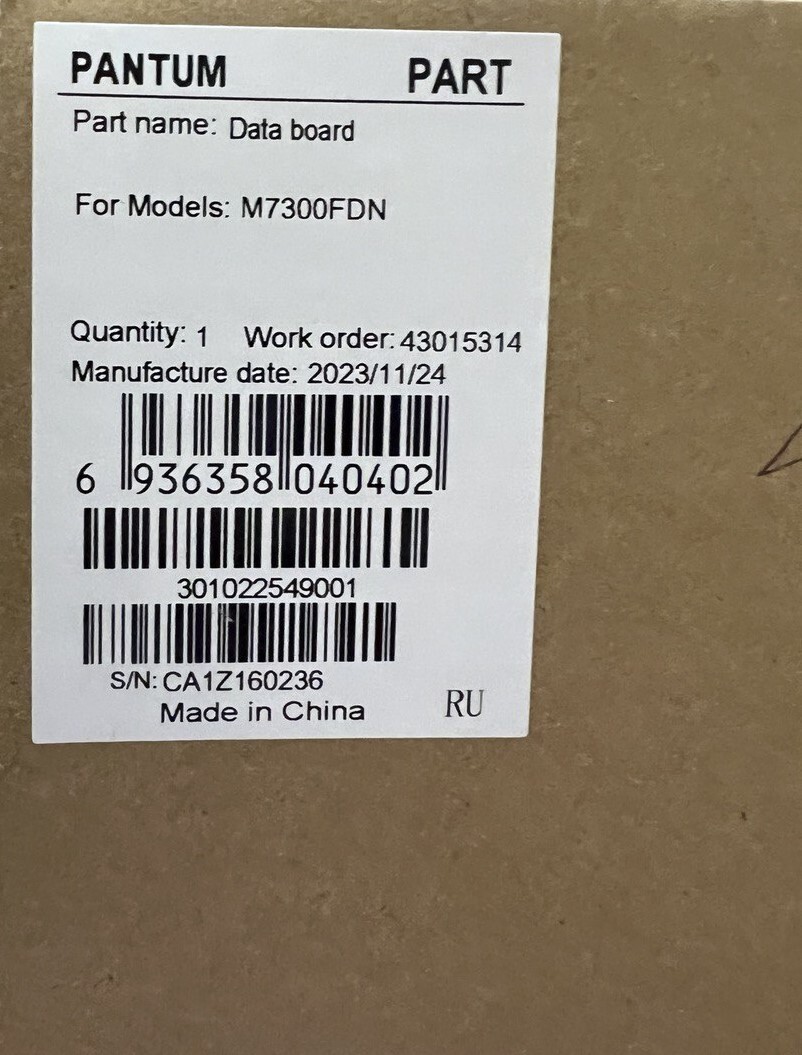 PANTUM PART
Part name: Data board
For Models: M7300FDN
Quantity: 1 Work order: 43015314
Manufacture date: 2023/11/24
6 936358 040402
301022549001
S/N: CA1Z160236
Made in China RU